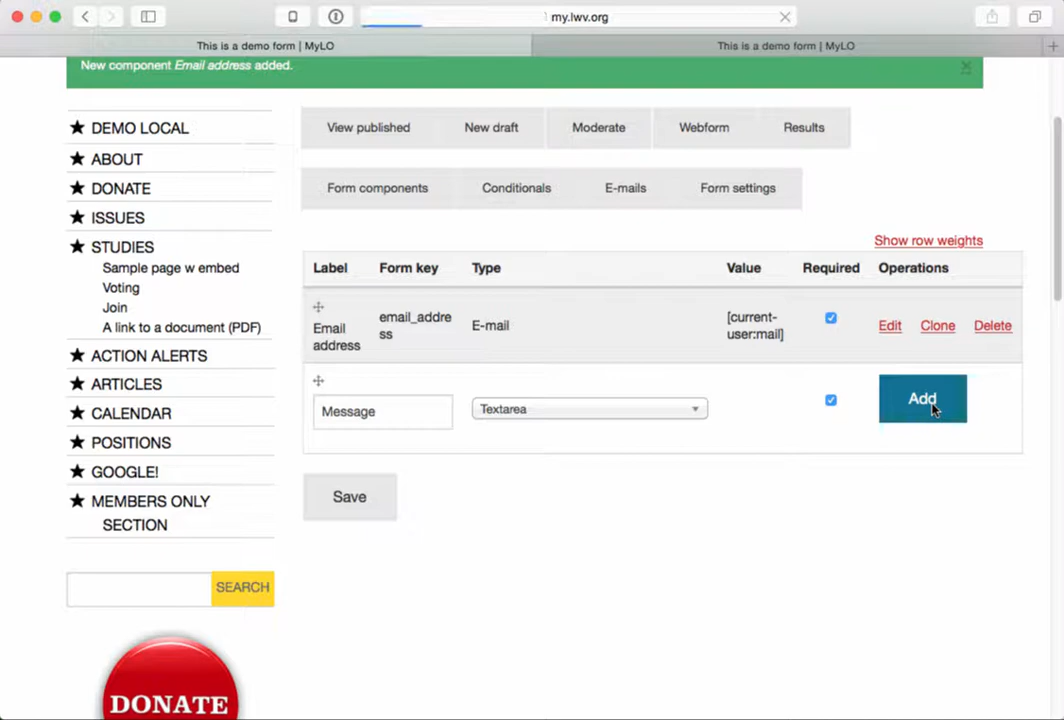 my.lwv.org
This is a demo form | MyLO
This is a demo form | MyLO
New component Email address added.
DEMO LOCAL
ABOUT
DONATE
ISSUES
STUDIES
Sample page w embed
Voting
Join
A link to a document (PDF)
ACTION ALERTS
ARTICLES
CALENDAR
POSITIONS
GOOGLE!
MEMBERS ONLY
SECTION
SEARCH
DONATE
View published
New draft
Moderate
Webform
Results
Form components
Conditionals
E-mails
Form settings
Show row weights
Label Form key Type Value Required Operations
Email
address
email_addre
ss
E-mail
[current-
user:mail]
Edit Clone Delete
Message
Textarea
Add
Save